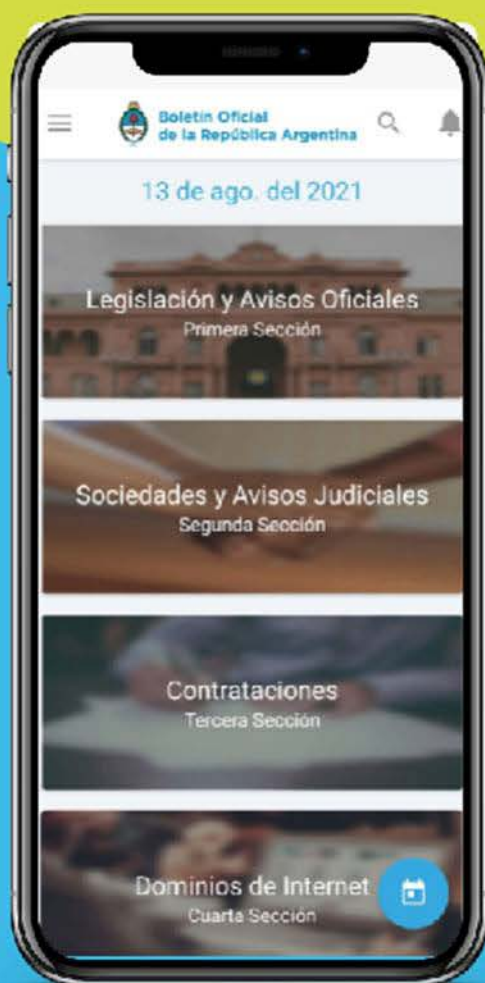 Boletín Oficial
de la República Argentina
13 de ago. del 2021
Legislación y Avisos Oficiales
Primera Sección
Sociedades y Avisos Judiciales
Segunda Sección
Contrataciones
Tercera Sección
Dominios de Internet
Cuarta Sección